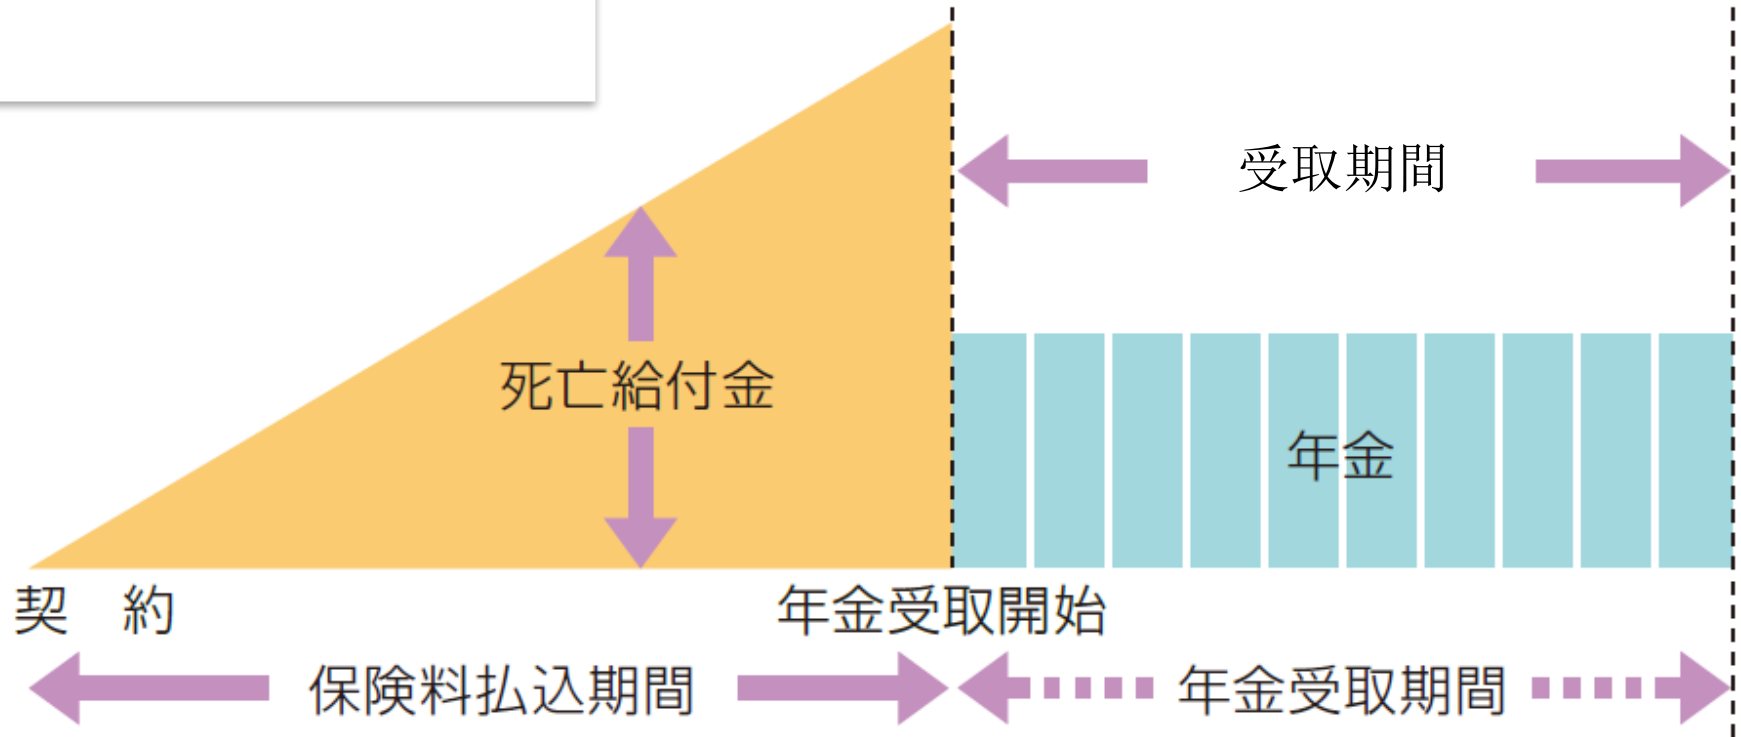 受取期間
死亡給付金
年金
契　約
年金受取開始
保険料払込期間
年金受取期間